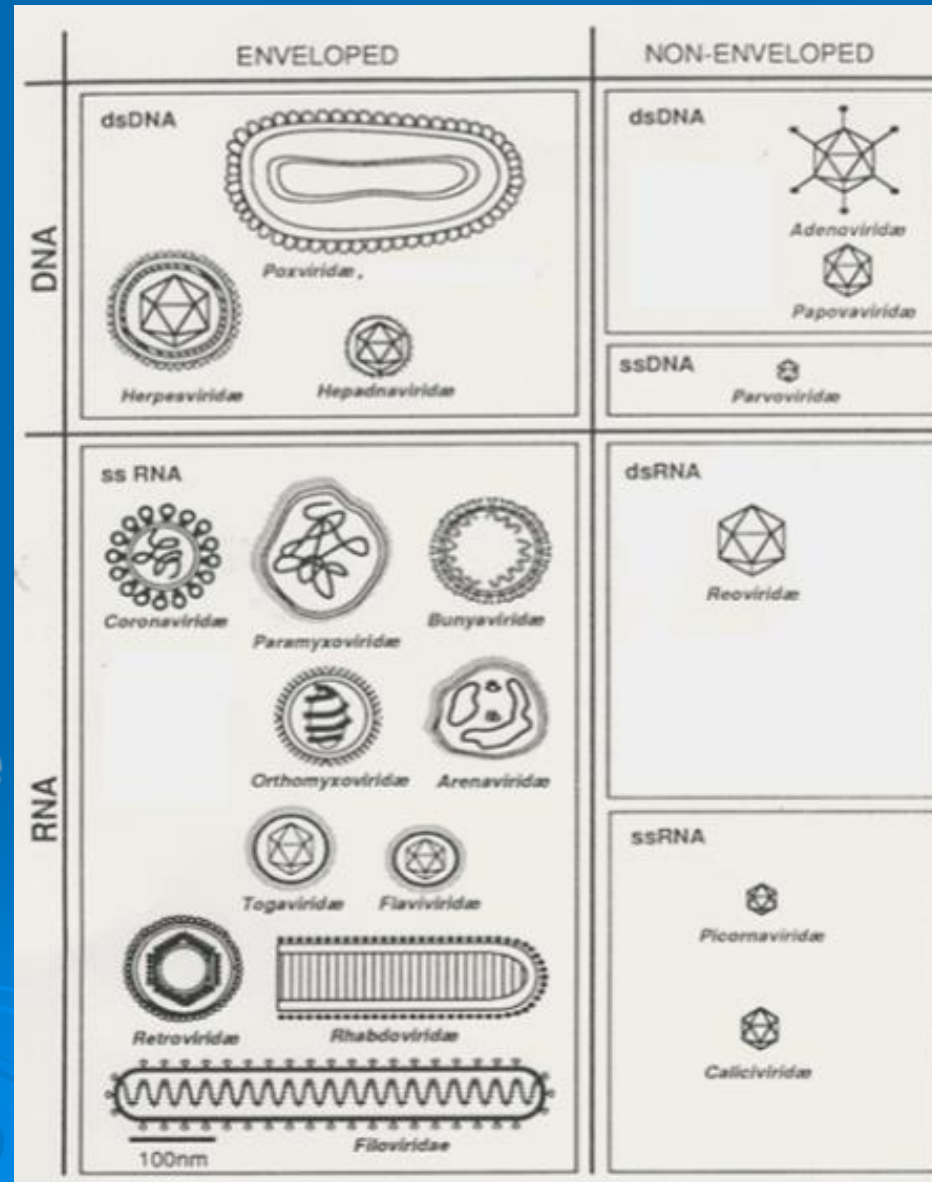 ENVELOPED
NON-ENVELOPED
DNA
dsDNA
Poxviridæ,
Herpesviridæ
Hepadnaviridæ
dsDNA
Adenoviridæ
Papovaviridæ
ssDNA
Parvoviridæ
RNA
ss RNA
Coronaviridæ
Paramyxoviridæ
Bunyaviridæ
Orthomyxoviridæ
Arenaviridæ
Togaviridæ
Flaviviridæ
Retroviridæ
Rhabdoviridæ
Filoviridae
100nm
dsRNA
Reoviridæ
ssRNA
Picornaviridæ
Caliciviridæ